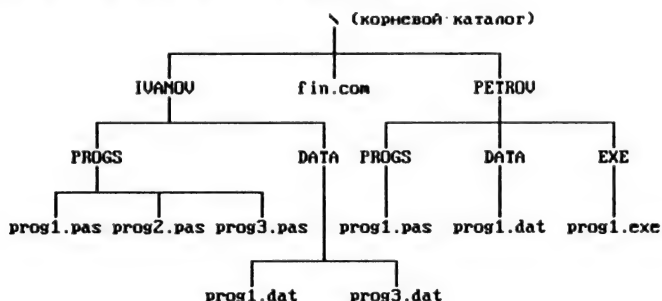 \ (корневой каталог)
IVANOV fin.com PETROV
PROGS DATA PROGS DATA EXE
prog1.pas prog2.pas prog3.pas prog1.pas prog1.dat prog1.exe
prog1.dat prog3.dat